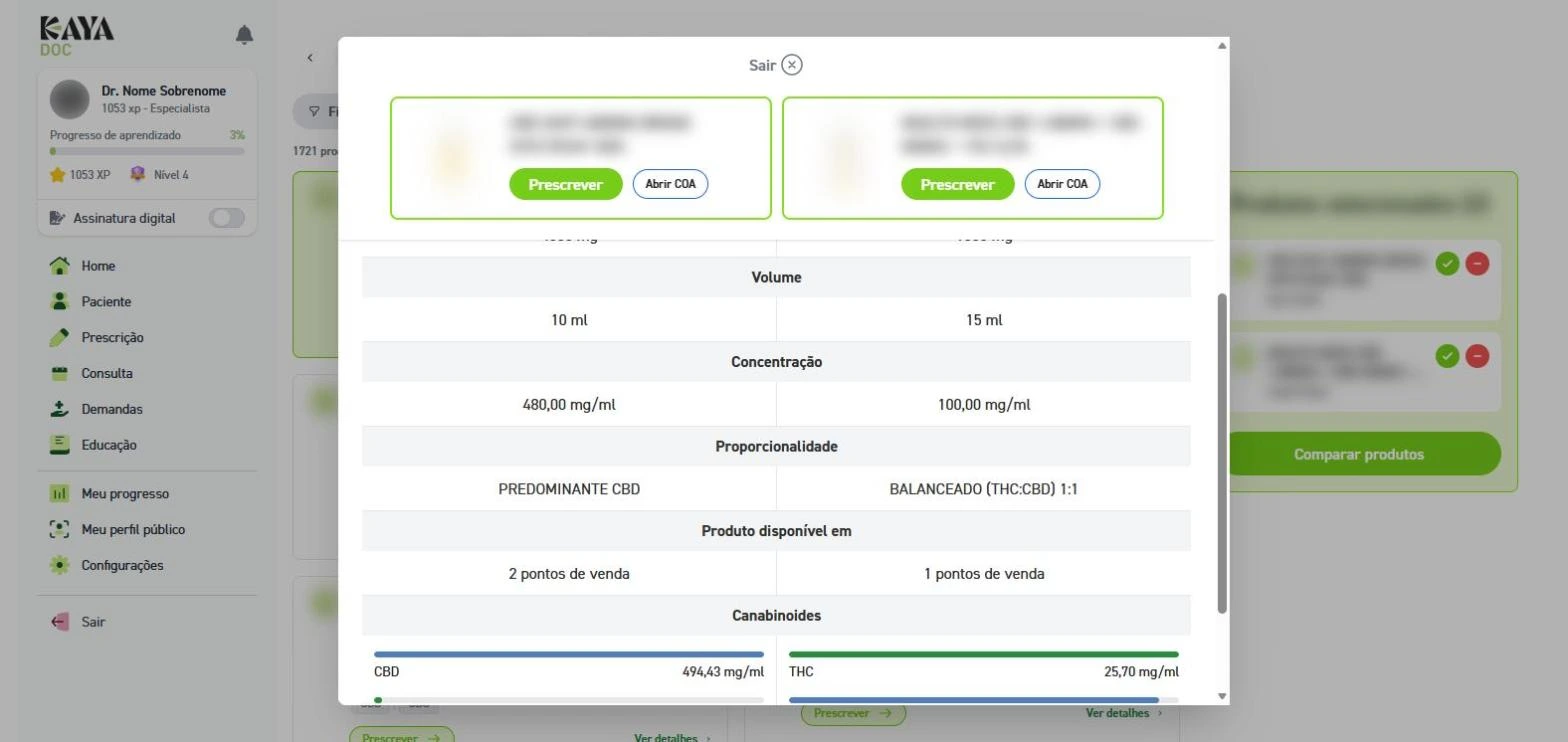 KAYA
DOC
Dr. Nome Sobrenome
1053 xp - Especialista
Progresso de aprendizado 3%
1053 XP Nível 4
Assinatura digital
Home
Paciente
Prescrição
Consulta
Demandas
Educação
Meu progresso
Meu perfil público
Configurações
Sair
1721
Sair
Prescrever Abrir COA
Prescrever Abrir COA
Volume
10 ml 15 ml
Concentração
480,00 mg/ml 100,00 mg/ml
Proporcionalidade
PREDOMINANTE CBD BALANCEADO (THC:CBD) 1:1
Produto disponível em
2 pontos de venda 1 pontos de venda
Canabinoides
CBD 494,43 mg/ml THC 25,70 mg/ml
Comparar produtos
Prescrever Ver detalhes
Prescrever Ver detalhes